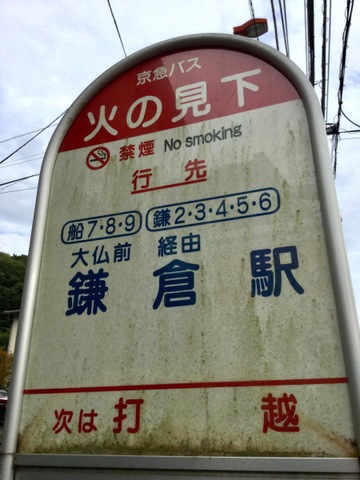 京急バス
火の見下
禁煙 No smoking
行先
船7・8・9 鎌2・3・4・5・6
大仏前 経由
鎌倉駅
次は 打越